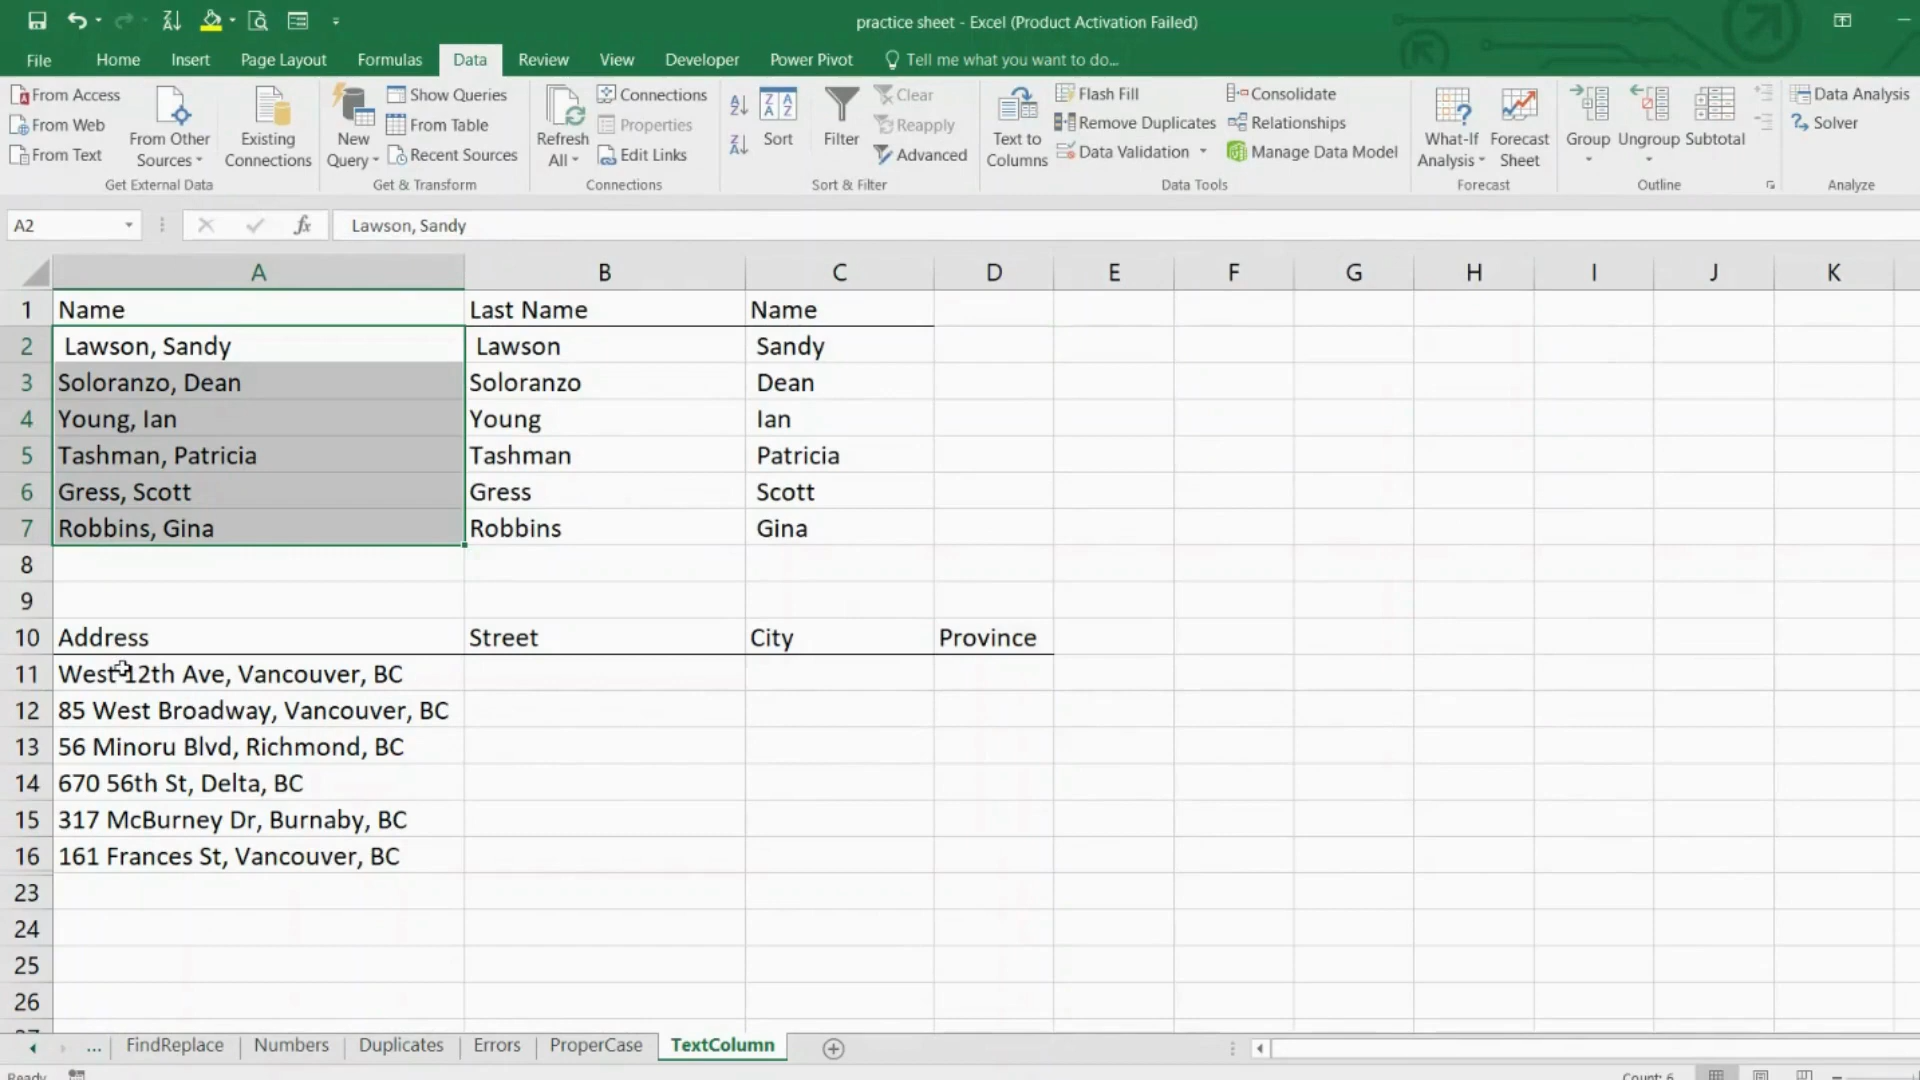 practice sheet - Excel (Product Activation Failed)
File Home Insert Page Layout Formulas Data Review View Developer Power Pivot Tell me what you want to do...
From Access
From Web
From Text
From Other Sources
Existing Connections
Get External Data
New Query
Show Queries
From Table
Recent Sources
Get & Transform
Refresh All
Connections
Properties
Edit Links
Connections
Sort
Filter
Clear
Reapply
Advanced
Sort & Filter
Text to Columns
Flash Fill
Remove Duplicates
Data Validation
Consolidate
Relationships
Manage Data Model
Data Tools
What-If Analysis
Forecast Sheet
Forecast
Group
Ungroup
Subtotal
Outline
Data Analysis
Solver
Analyze
A2 fx Lawson, Sandy
A B C D E F G H I J K
1 Name Last Name Name
2 Lawson, Sandy Lawson Sandy
3 Soloranzo, Dean Soloranzo Dean
4 Young, Ian Young Ian
5 Tashman, Patricia Tashman Patricia
6 Gress, Scott Gress Scott
7 Robbins, Gina Robbins Gina
8
9
10 Address Street City Province
11 West 12th Ave, Vancouver, BC
12 85 West Broadway, Vancouver, BC
13 56 Minoru Blvd, Richmond, BC
14 670 56th St, Delta, BC
15 317 McBurney Dr, Burnaby, BC
16 161 Frances St, Vancouver, BC
23
24
25
26
27
... FindReplace Numbers Duplicates Errors ProperCase TextColumn
Ready Count: 6